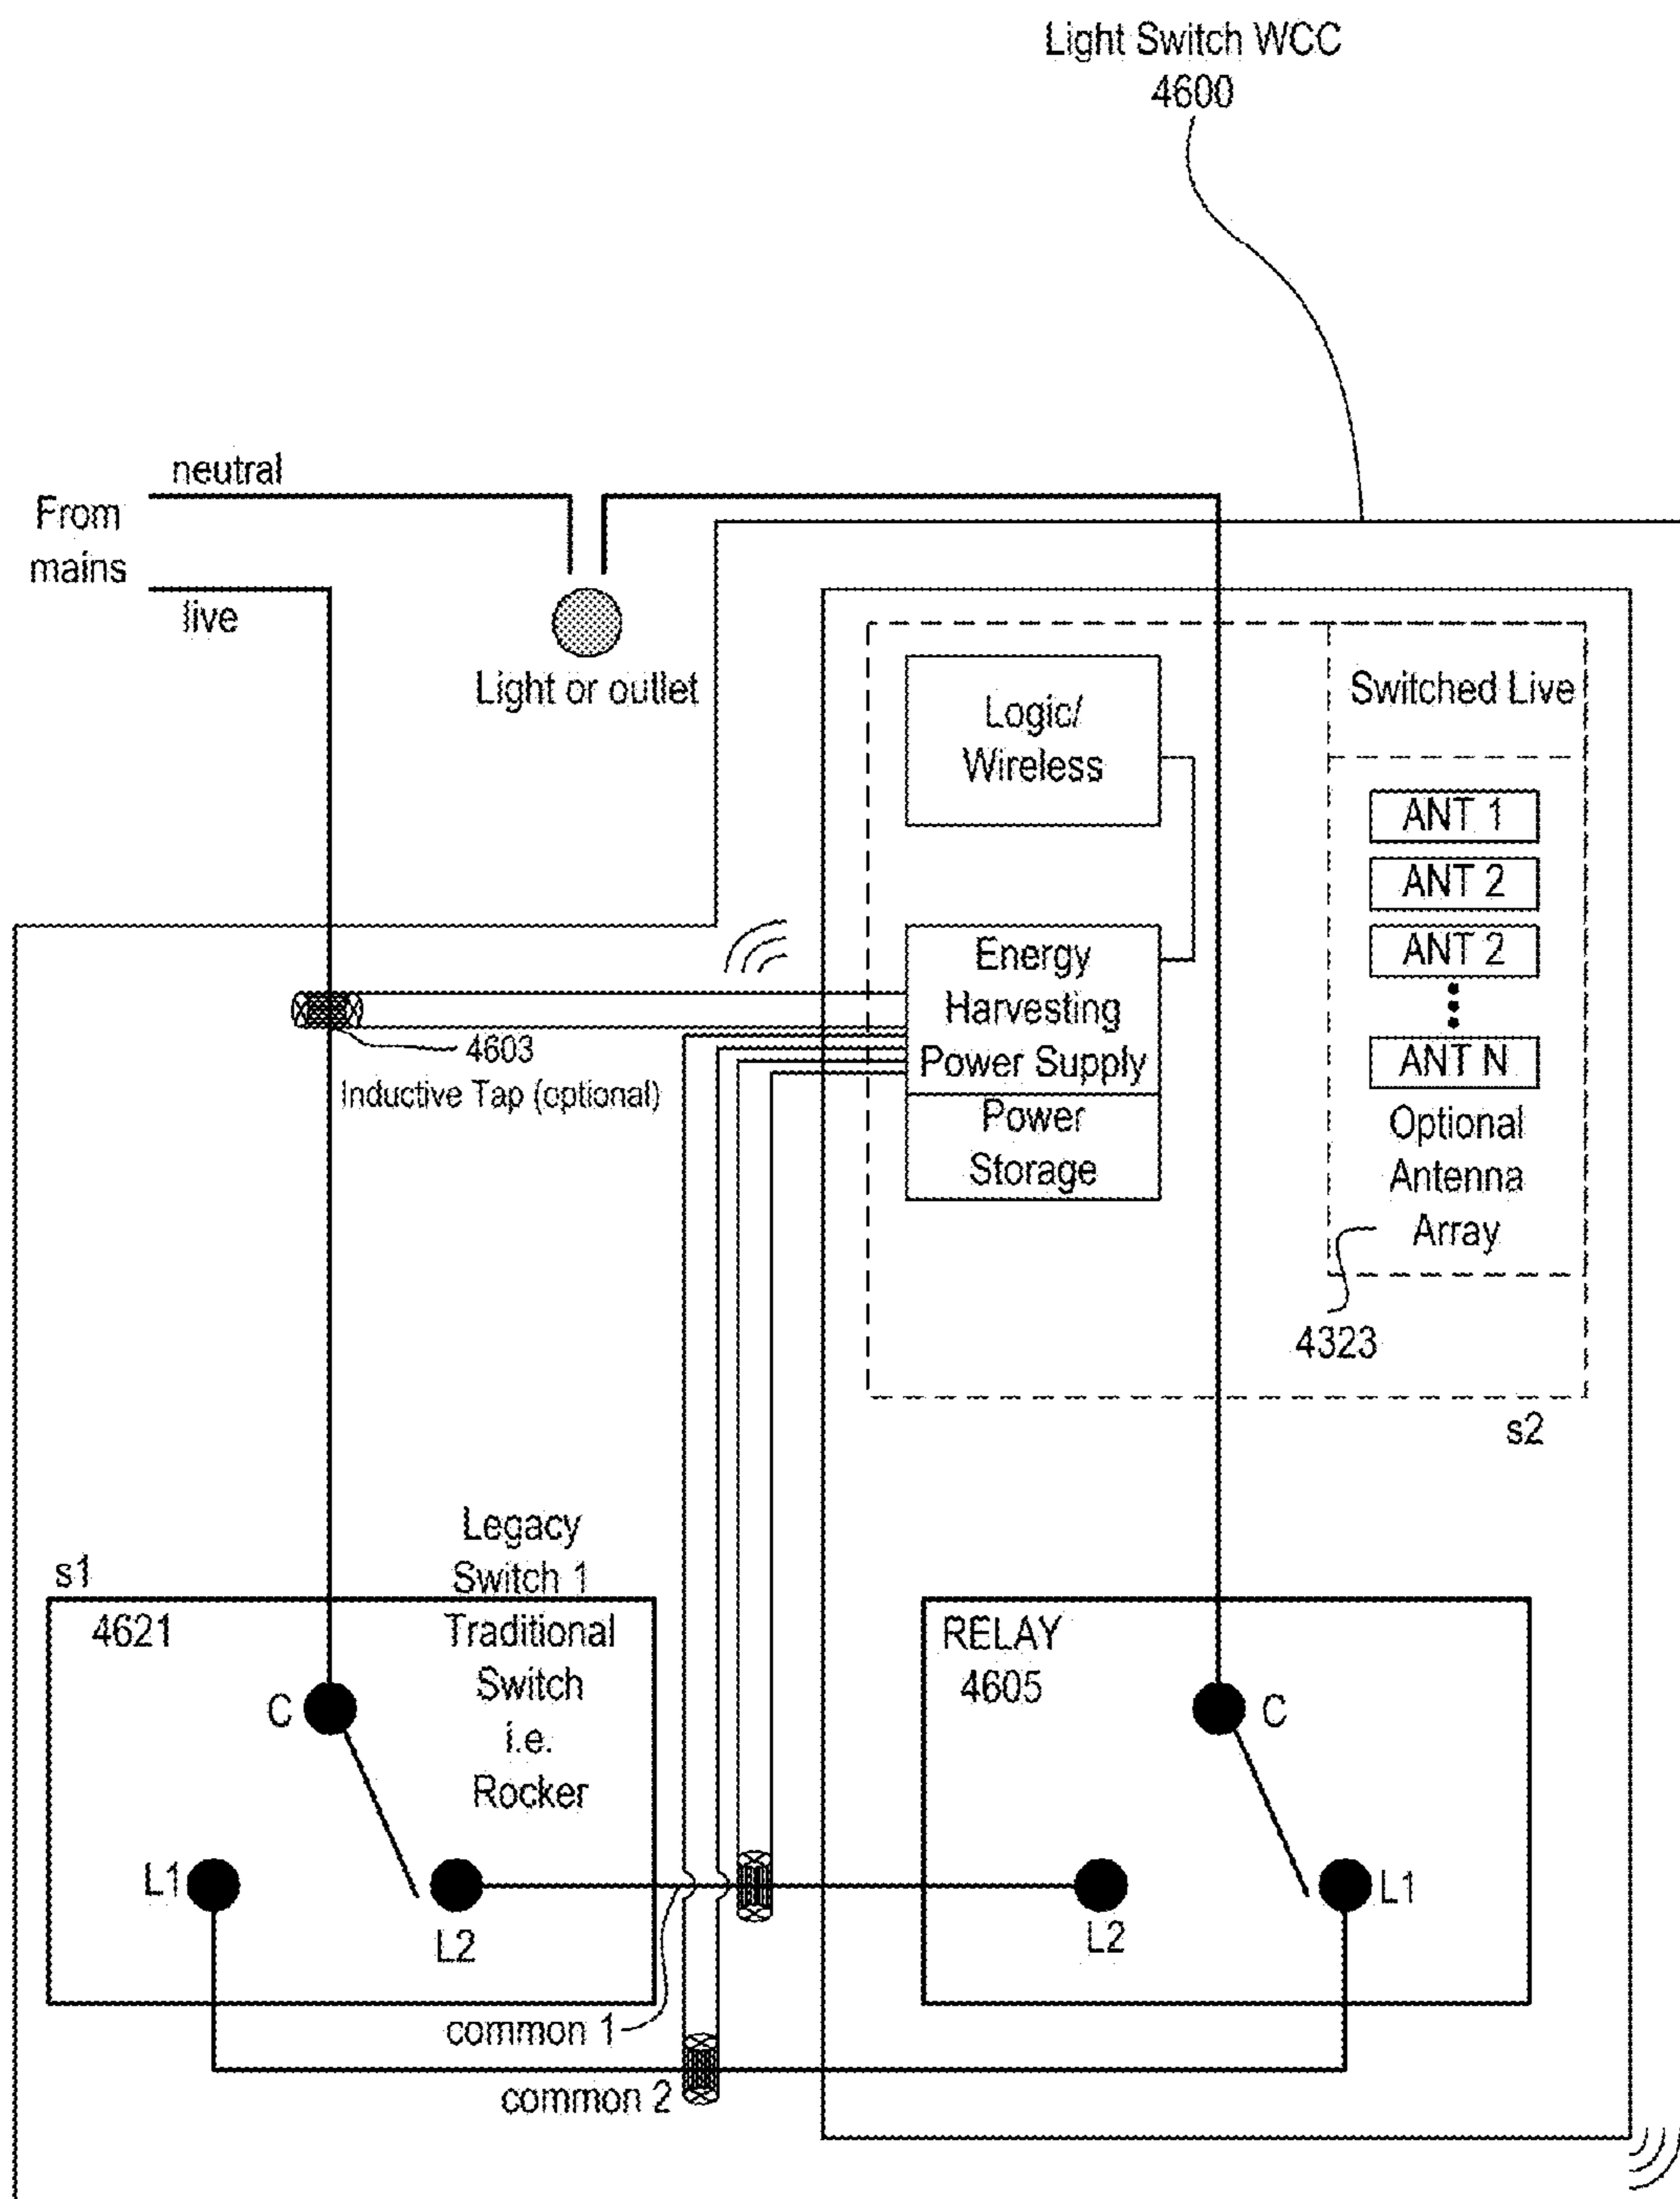 Light Switch WCC
4600
neutral
From
mains
live
Light or outlet
Logic/
Wireless
Switched Live
ANT 1
ANT 2
ANT 2
ANT N
Optional
Antenna
Array
4323
Energy
Harvesting
Power Supply
Power
Storage
4603
Inductive Tap (optional)
s2
s1
4621
Legacy
Switch 1
Traditional
Switch
i.e.
Rocker
C
L1
L2
RELAY
4605
C
L2
L1
common 1
common 2